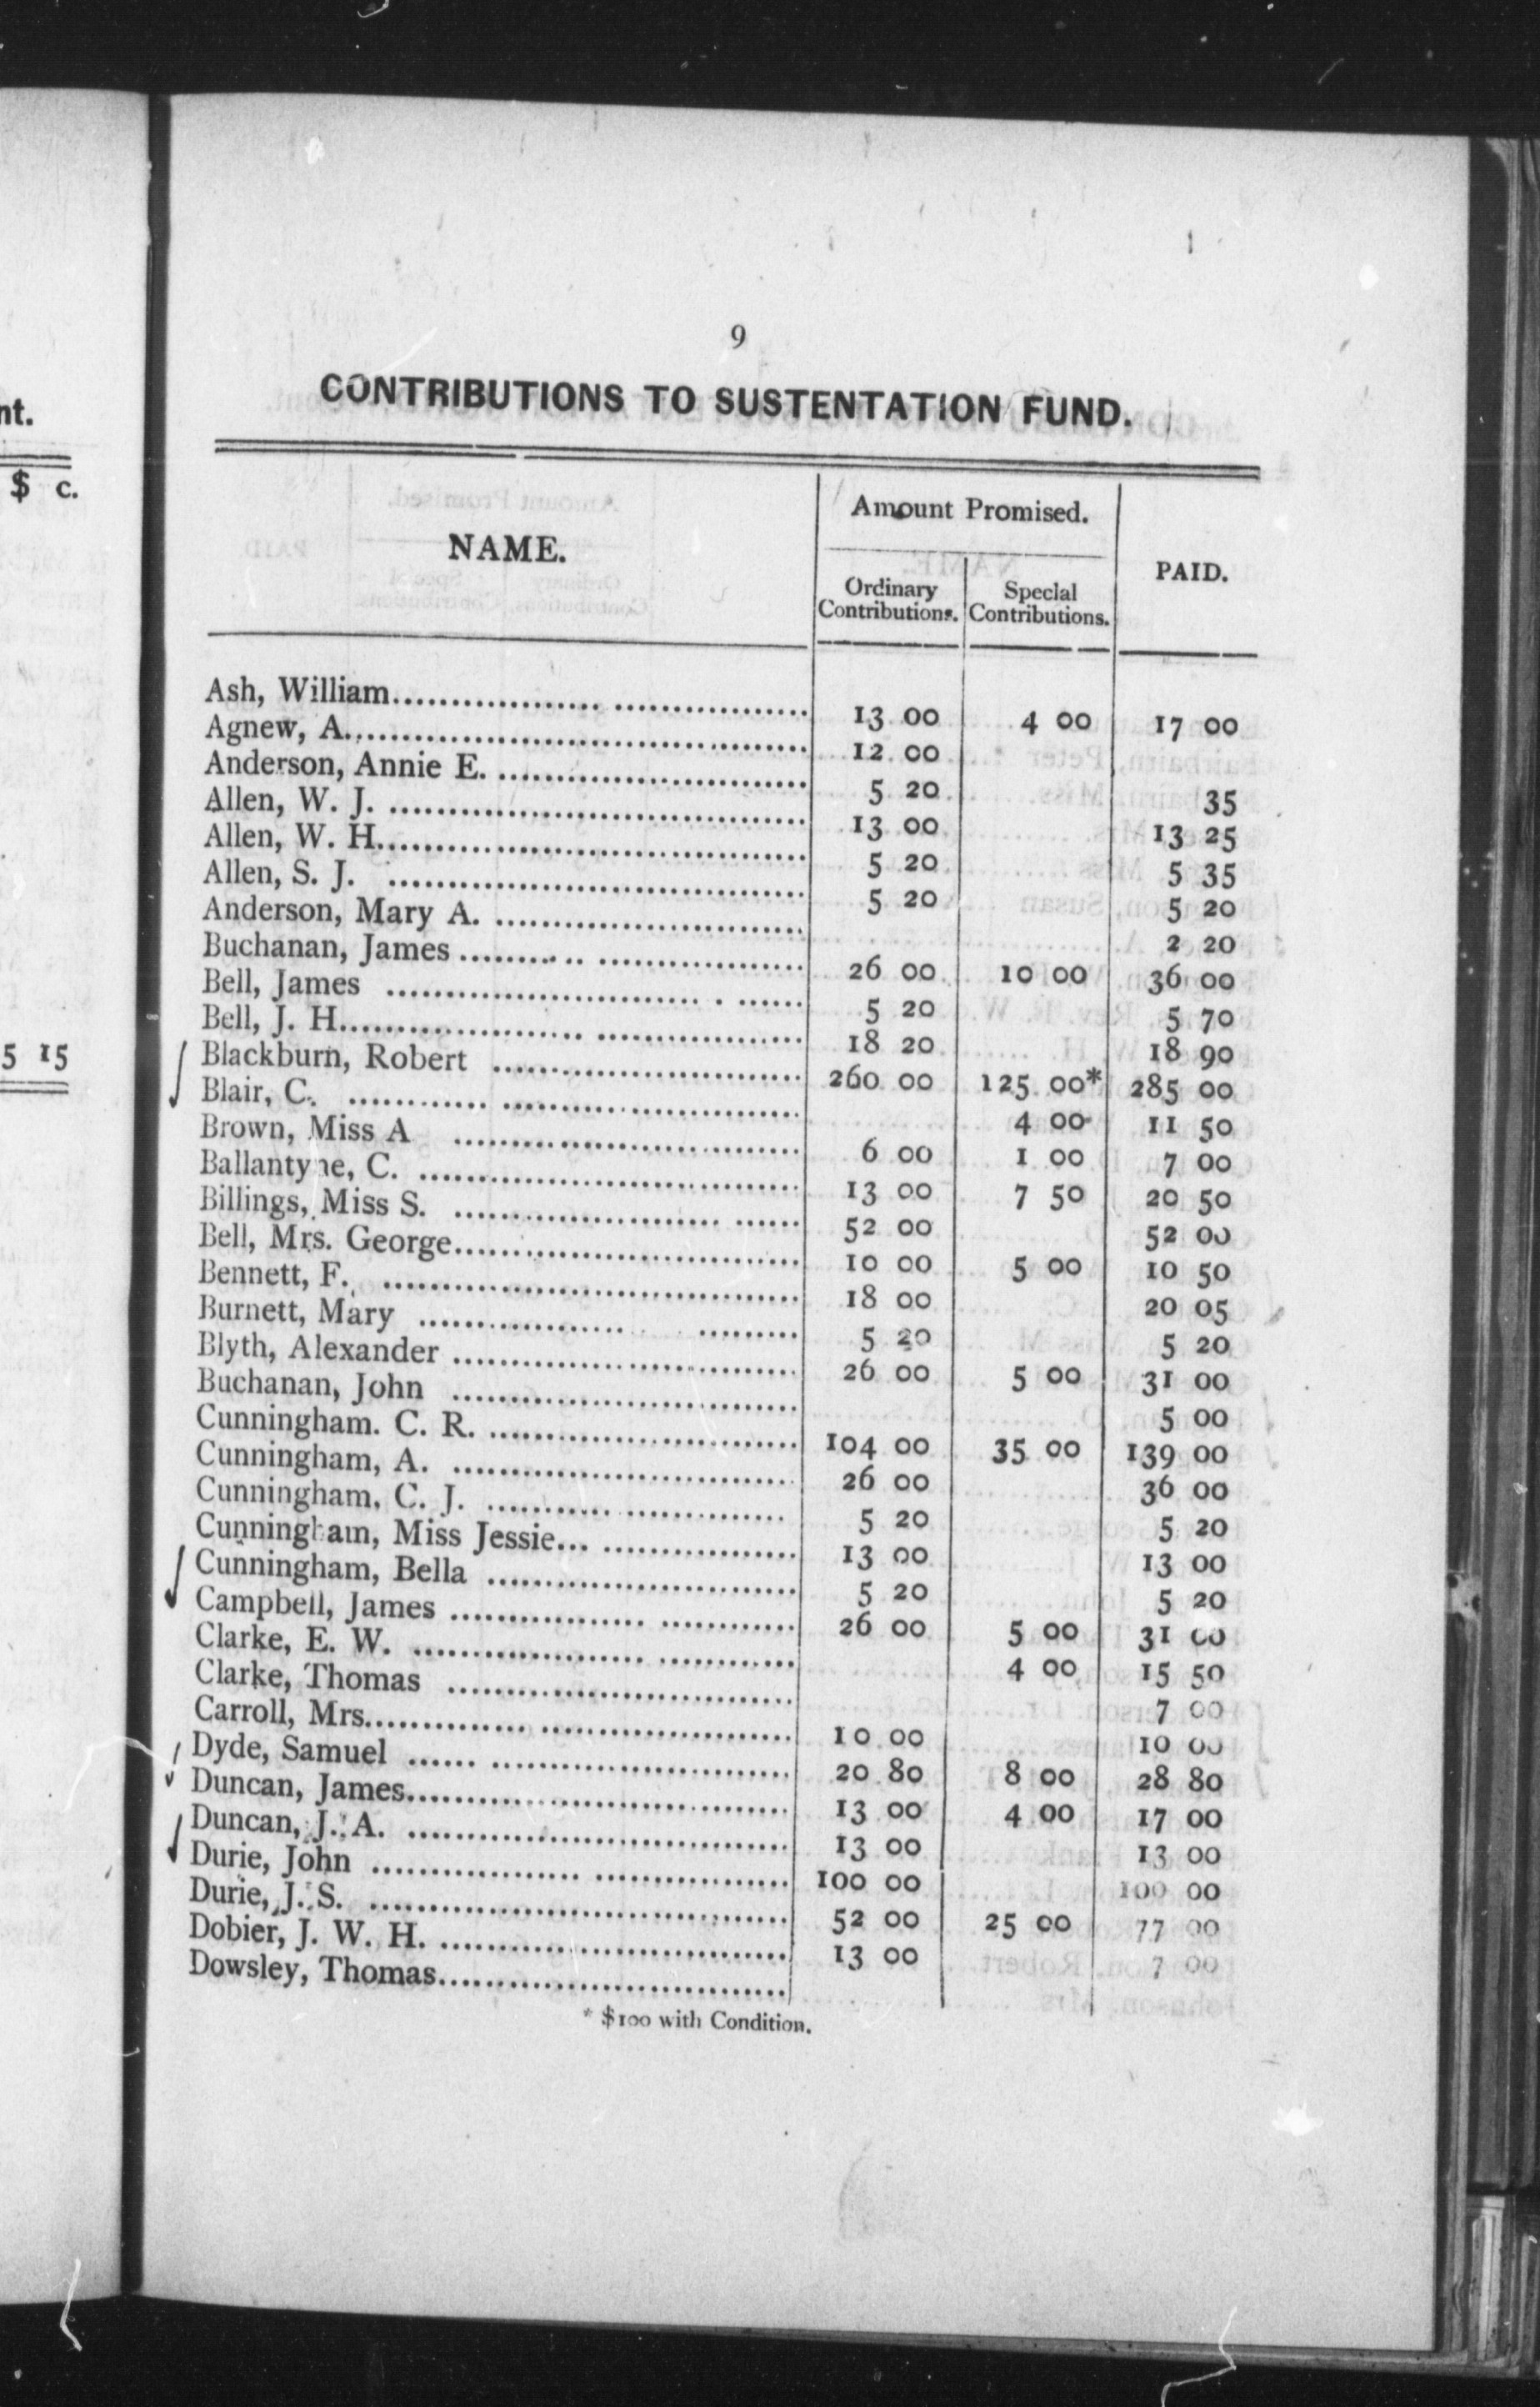 nt.
$ c.
5 15
9
CONTRIBUTIONS TO SUSTENTATION FUND.
NAME.
Amount Promised.
PAID.
Ordinary Contributions.
Special Contributions.
Ash, William 13 00 4 00 17 00
Agnew, A. 12 00
Anderson, Annie E. 5 20 35
Allen, W. J. 13 00 13 25
Allen, W. H. 5 20 5 35
Allen, S. J. 5 20 5 20
Anderson, Mary A. 2 20
Buchanan, James 26 00 10 00 36 00
Bell, James 5 20 5 70
Bell, J. H. 18 20 18 90
Blackburn, Robert 260 00 125 00* 285 00
Blair, C. 4 00 11 50
Brown, Miss A 6 00 1 00 7 00
Ballantyne, C. 13 00 7 50 20 50
Billings, Miss S. 52 00 52 00
Bell, Mrs. George 10 00 5 00 10 50
Bennett, F. 18 00 20 05
Burnett, Mary 5 20 5 20
Blyth, Alexander 26 00 5 00 31 00
Buchanan, John 5 00
Cunningham. C. R. 104 00 35 00 139 00
Cunningham, A. 26 00 36 00
Cunningham, C. J. 5 20 5 20
Cunningham, Miss Jessie 13 00 13 00
Cunningham, Bella 5 20 5 20
Campbell, James 26 00 5 00 31 00
Clarke, E. W. 4 00 15 50
Clarke, Thomas 7 00
Carroll, Mrs. 10 00 10 00
Dyde, Samuel 20 80 8 00 28 80
Duncan, James 13 00 4 00 17 00
Duncan, J. A. 13 00 13 00
Durie, John 100 00 100 00
Durie, J. S. 52 00 25 00 77 00
Dobier, J. W. H. 13 00 7 00
Dowsley, Thomas
* $100 with Condition.